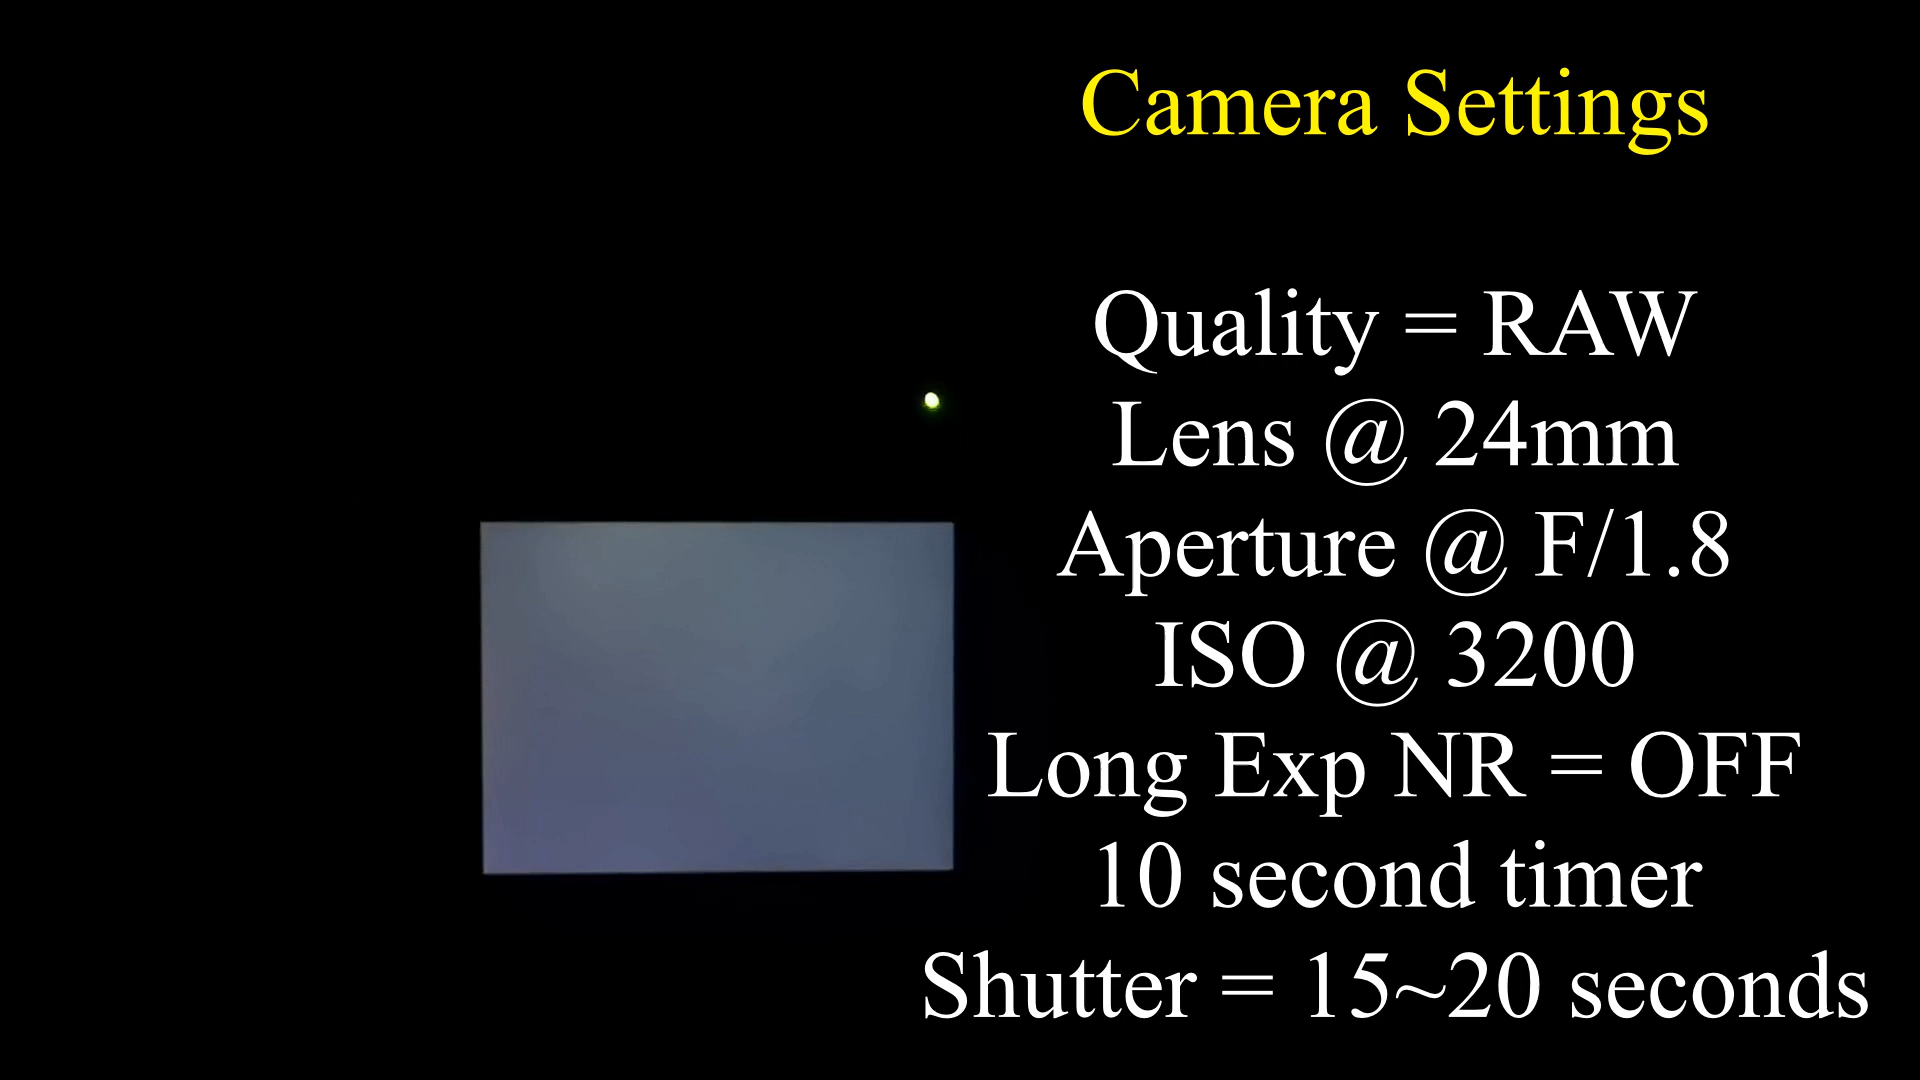 Camera Settings
Quality = RAW
Lens @ 24mm
Aperture @ F/1.8
ISO @ 3200
Long Exp NR = OFF
10 second timer
Shutter = 15~20 seconds